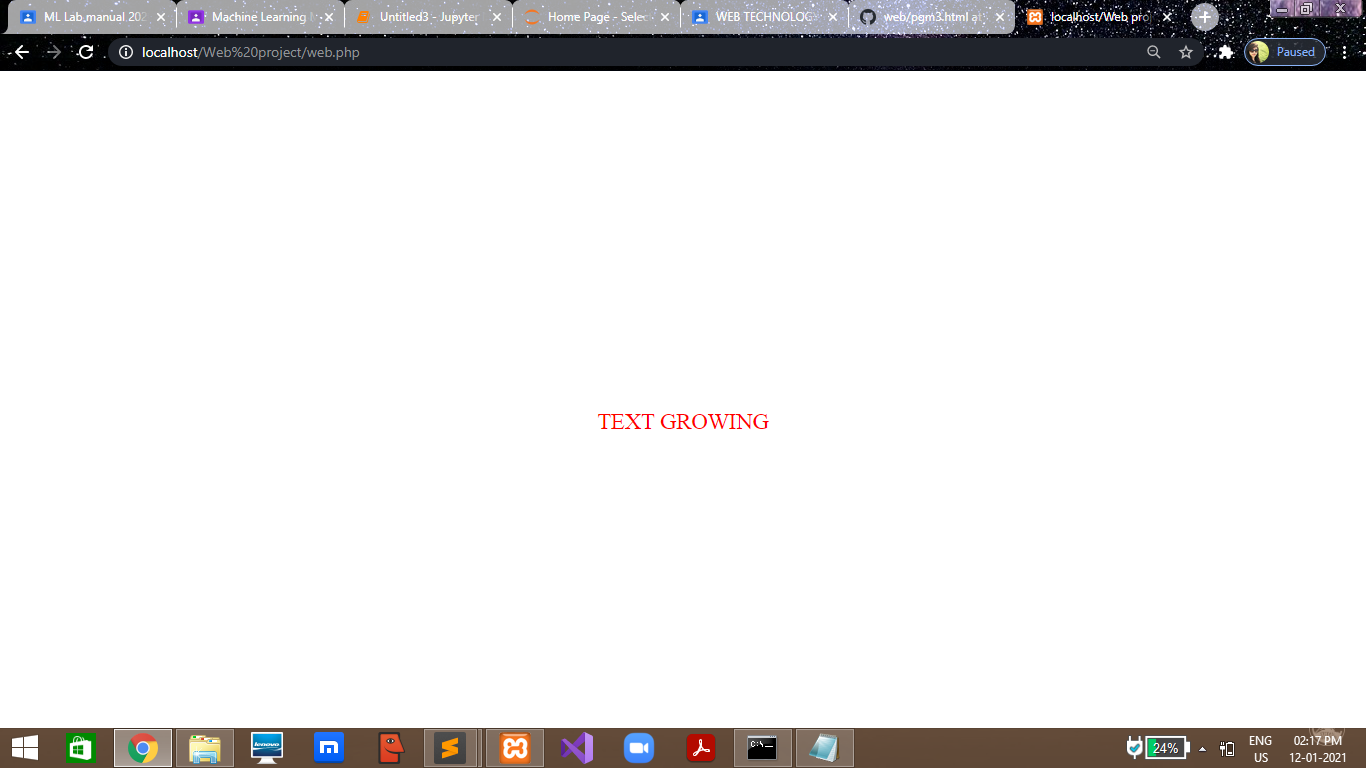 ML Lab manual 202
Machine Learning
Untitled3 - Jupyter
Home Page - Selec
WEB TECHNOLOG
web/pgm3.html at
localhost/Web pro
localhost/Web%20project/web.php
Paused
TEXT GROWING
lenovo
m
C:\
24%
ENG
US
02:17 PM
12-01-2021